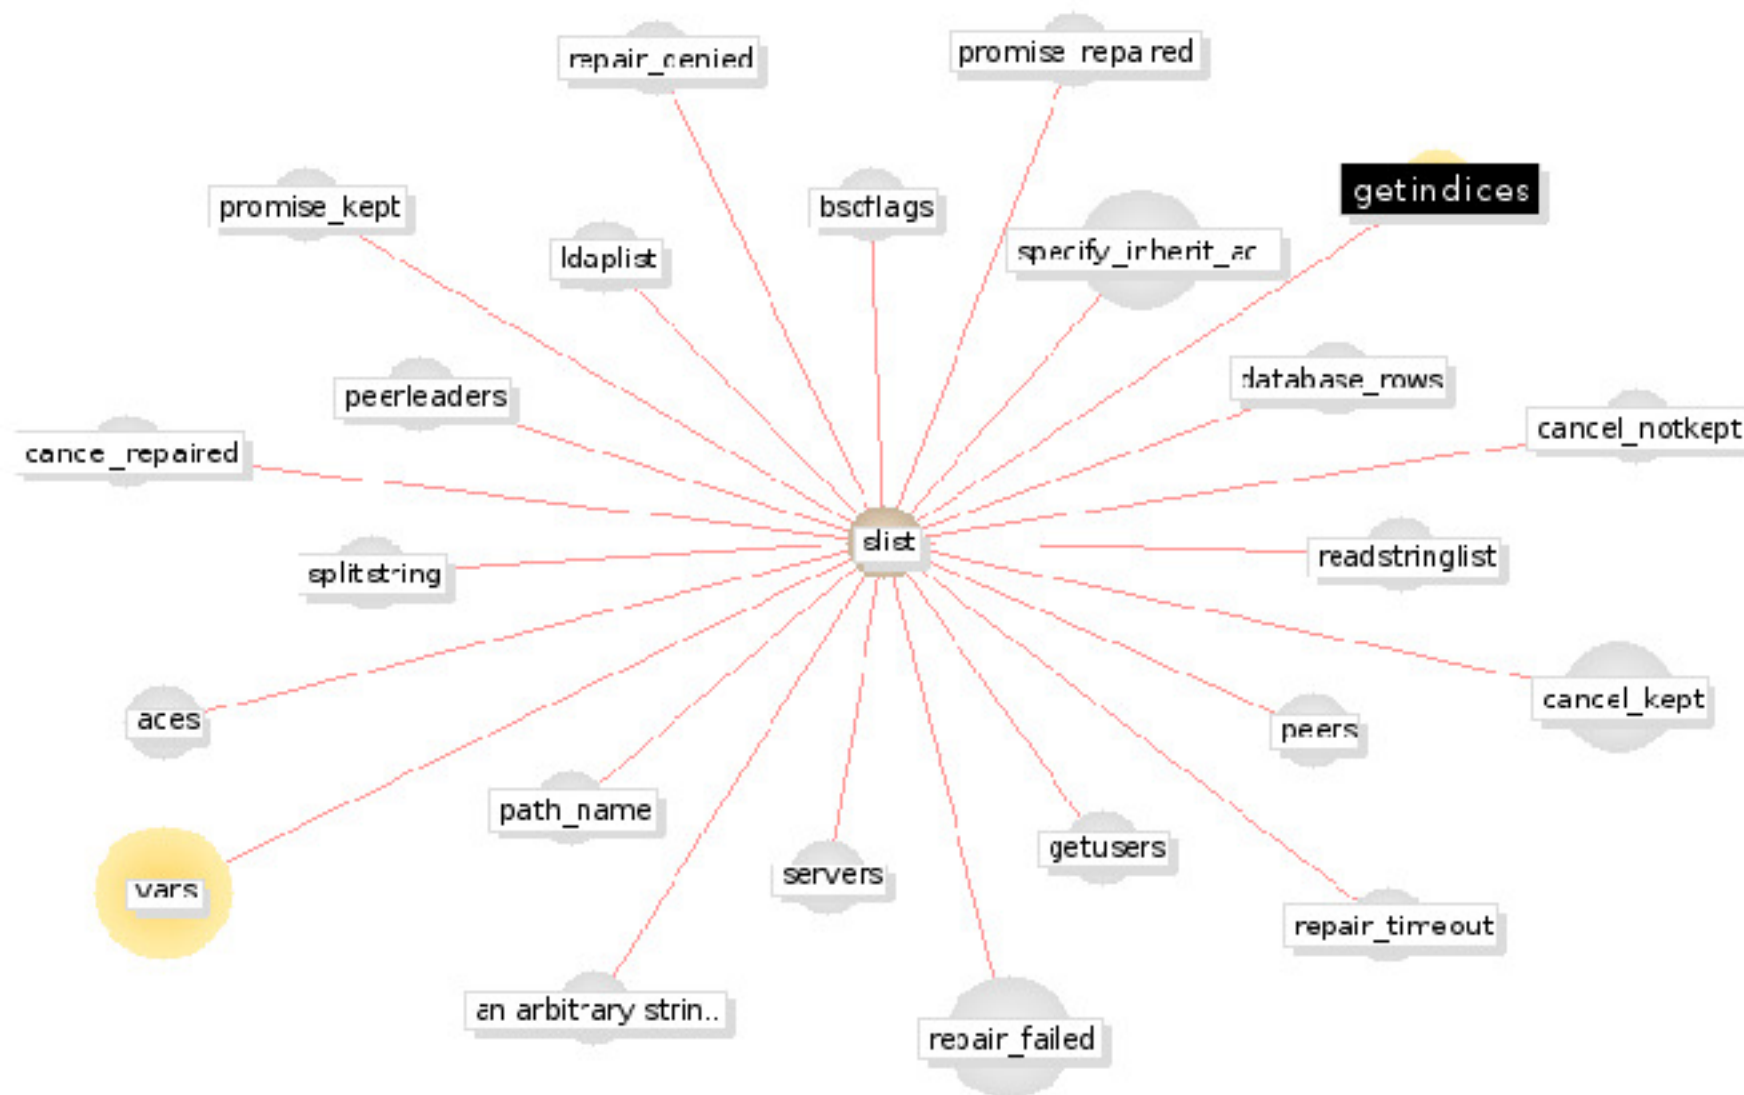 repair_denied
promise_repaired
getindices
promise_kept
bsdflags
ldaplist
specify_inherit_ac
peerleaders
database_rows
cancel_notkept
cancel_repaired
slist
splitstring
readstringlist
aces
cancel_kept
peers
path_name
getusers
servers
vars
repair_timeout
an arbitrary strin..
repair_failed